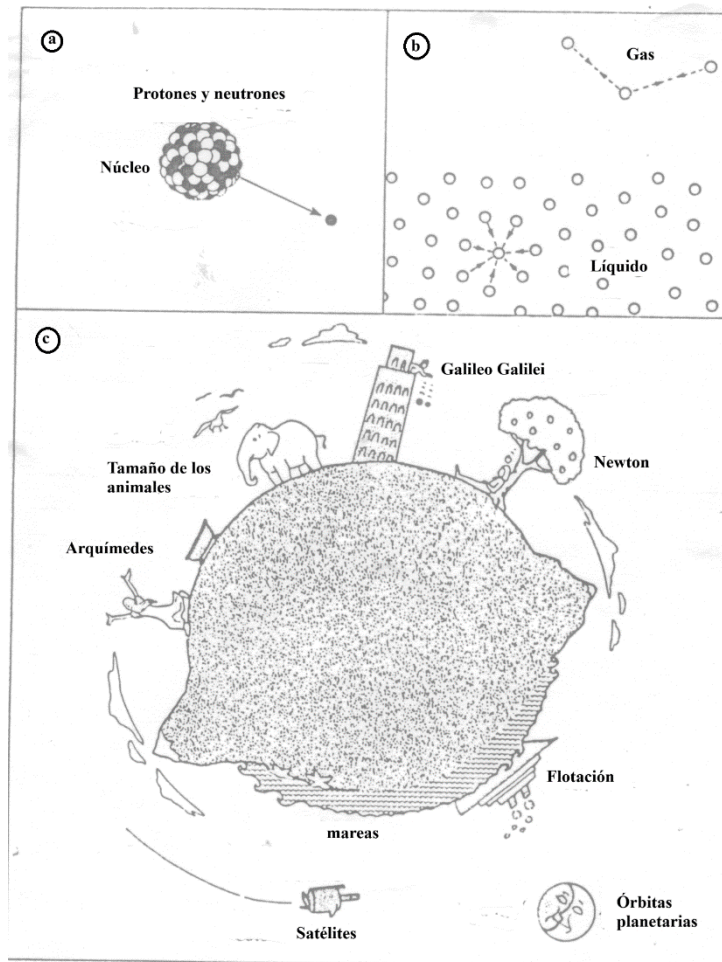 a
Protones y neutrones
Núcleo
b
Gas
Líquido
c
Galileo Galilei
Newton
Tamaño de los
animales
Arquímedes
Flotación
mareas
Satélites
Órbitas
planetarias